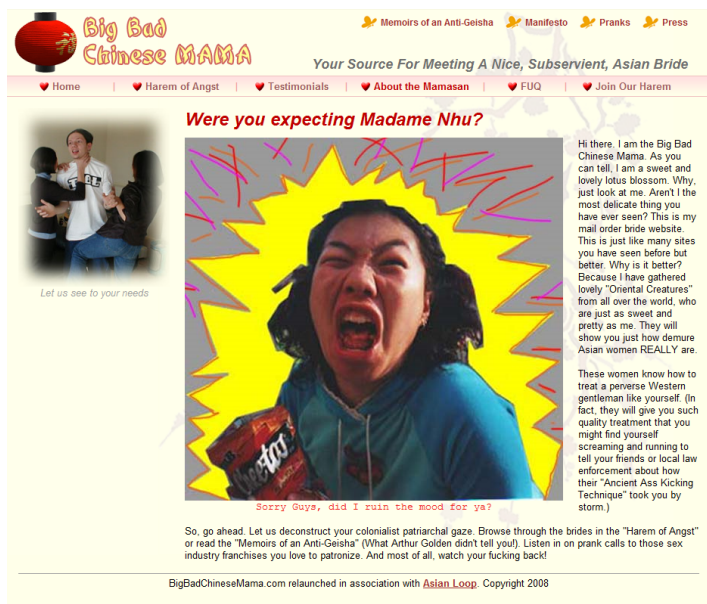 Big Bad
Chinese MAMA
Memoirs of an Anti-Geisha Manifesto Pranks Press
Your Source For Meeting A Nice, Subservient, Asian Bride
Home | Harem of Angst | Testimonials | About the Mamasan | FUQ | Join Our Harem
Let us see to your needs
Were you expecting Madame Nhu?
Cheetos
Sorry Guys, did I ruin the mood for ya?
Hi there. I am the Big Bad
Chinese Mama. As you
can tell, I am a sweet and
lovely lotus blossom. Why,
just look at me. Aren't I the
most delicate thing you
have ever seen? This is my
mail order bride website.
This is just like many sites
you have seen before but
better. Why is it better?
Because I have gathered
lovely "Oriental Creatures"
from all over the world, who
are just as sweet and
pretty as me. They will
show you just how demure
Asian women REALLY are.
These women know how to
treat a perverse Western
gentleman like yourself. (In
fact, they will give you such
quality treatment that you
might find yourself
screaming and running to
tell your friends or local law
enforcement about how
their "Ancient Ass Kicking
Technique" took you by
storm.)
So, go ahead. Let us deconstruct your colonialist patriarchal gaze. Browse through the brides in the "Harem of Angst"
or read the "Memoirs of an Anti-Geisha" (What Arthur Golden didn't tell you!). Listen in on prank calls to those sex
industry franchises you love to patronize. And most of all, watch your fucking back!
BigBadChineseMama.com relaunched in association with Asian Loop. Copyright 2008